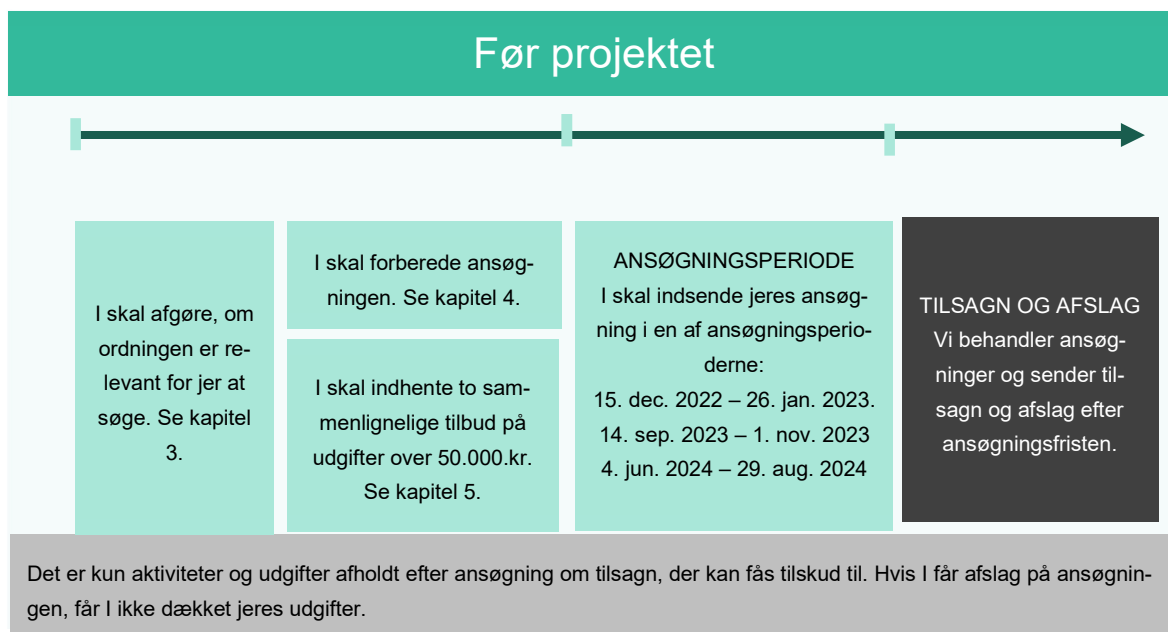 Før projektet
I skal afgøre, om
ordningen er re-
levant for jer at
søge. Se kapitel
3.
I skal forberede ansøg-
ningen. Se kapitel 4.
I skal indhente to sam-
menlignelige tilbud på
udgifter over 50.000.kr.
Se kapitel 5.
ANSØGNINGSPERIODE
I skal indsende jeres ansøg-
ning i en af ansøgningsperio-
derne:
15. dec. 2022 – 26. jan. 2023.
14. sep. 2023 – 1. nov. 2023
4. jun. 2024 – 29. aug. 2024
TILSAGN OG AFSLAG
Vi behandler ansøg-
ninger og sender til-
sagn og afslag efter
ansøgningsfristen.
Det er kun aktiviteter og udgifter afholdt efter ansøgning om tilsagn, der kan fås tilskud til. Hvis I får afslag på ansøgnin-
gen, får I ikke dækket jeres udgifter.